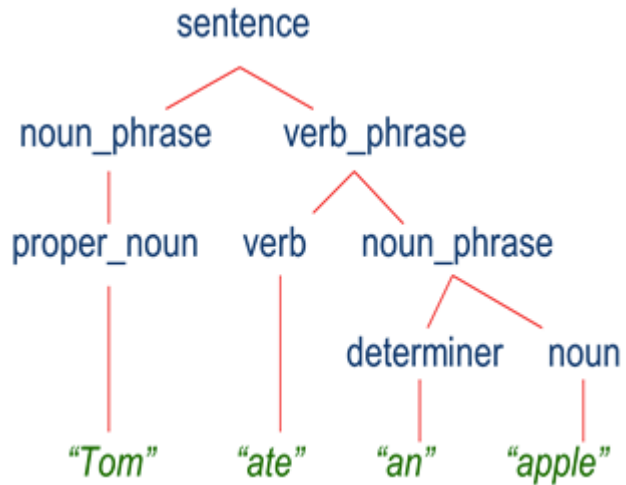 sentence
noun_phrase verb_phrase
proper_noun verb noun_phrase
determiner noun
“Tom” “ate” “an” “apple”